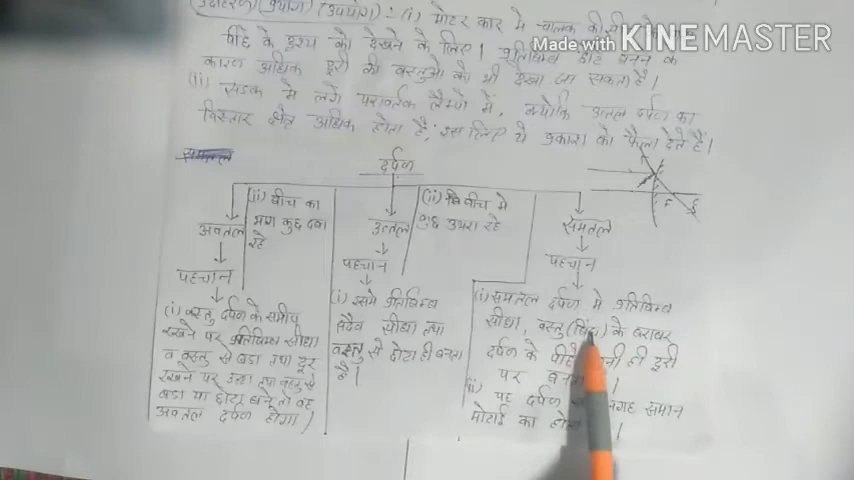 (उदाहरण) (प्रयोग) (उपयोग) :- (i) मोटर कार मे चालक की
पीछे के दृश्य को देखने के लिए। प्रतिबिम्ब छोटे बनने के
कारण अधिक दूरी की वस्तुओं को भी देखा जा सकता है।
(ii) सड़क मे लगे परावर्तक लैम्पो में, क्योकि उत्तल दर्पण का
विस्तार क्षेत्र अधिक होता है; इस लिए ये प्रकाश को फैला देते हैं।
Made with KINEMASTER
समतल
दर्पण
अवतल
(ii) बीच का
भाग कुछ दबा
रहे
पहचान
(i) वस्तु दर्पण के समीप
रखने पर प्रतिबिम्ब सीधा
व वस्तु से बडा तथा दूर
रखने पर उल्टा तथा वस्तु से
बडा या छोटा बने तो वह
अवतल दर्पण होगा।
उत्तल
(ii) बीच मे
कुछ उभरा रहे
पहचान
(i) इसमे प्रतिबिम्ब
सदैव सीधा तथा
वस्तु से छोटा ही बनता
है।
समतल
पहचान
(i) समतल दर्पण मे प्रतिबिम्ब
सीधा, वस्तु (बिंब) के बराबर
दर्पण के पीछे ही दूरी
पर
(ii) यह दर्पण समान
मोटाई का
F